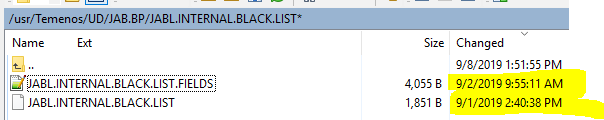 /usr/Temenos/UD/JAB.BP/JABL.INTERNAL.BLACK.LIST*
Name Ext Size Changed
.. 9/8/2019 1:51:55 PM
JABL.INTERNAL.BLACK.LIST.FIELDS 4,055 B 9/2/2019 9:55:11 AM
JABL.INTERNAL.BLACK.LIST 1,851 B 9/1/2019 2:40:38 PM